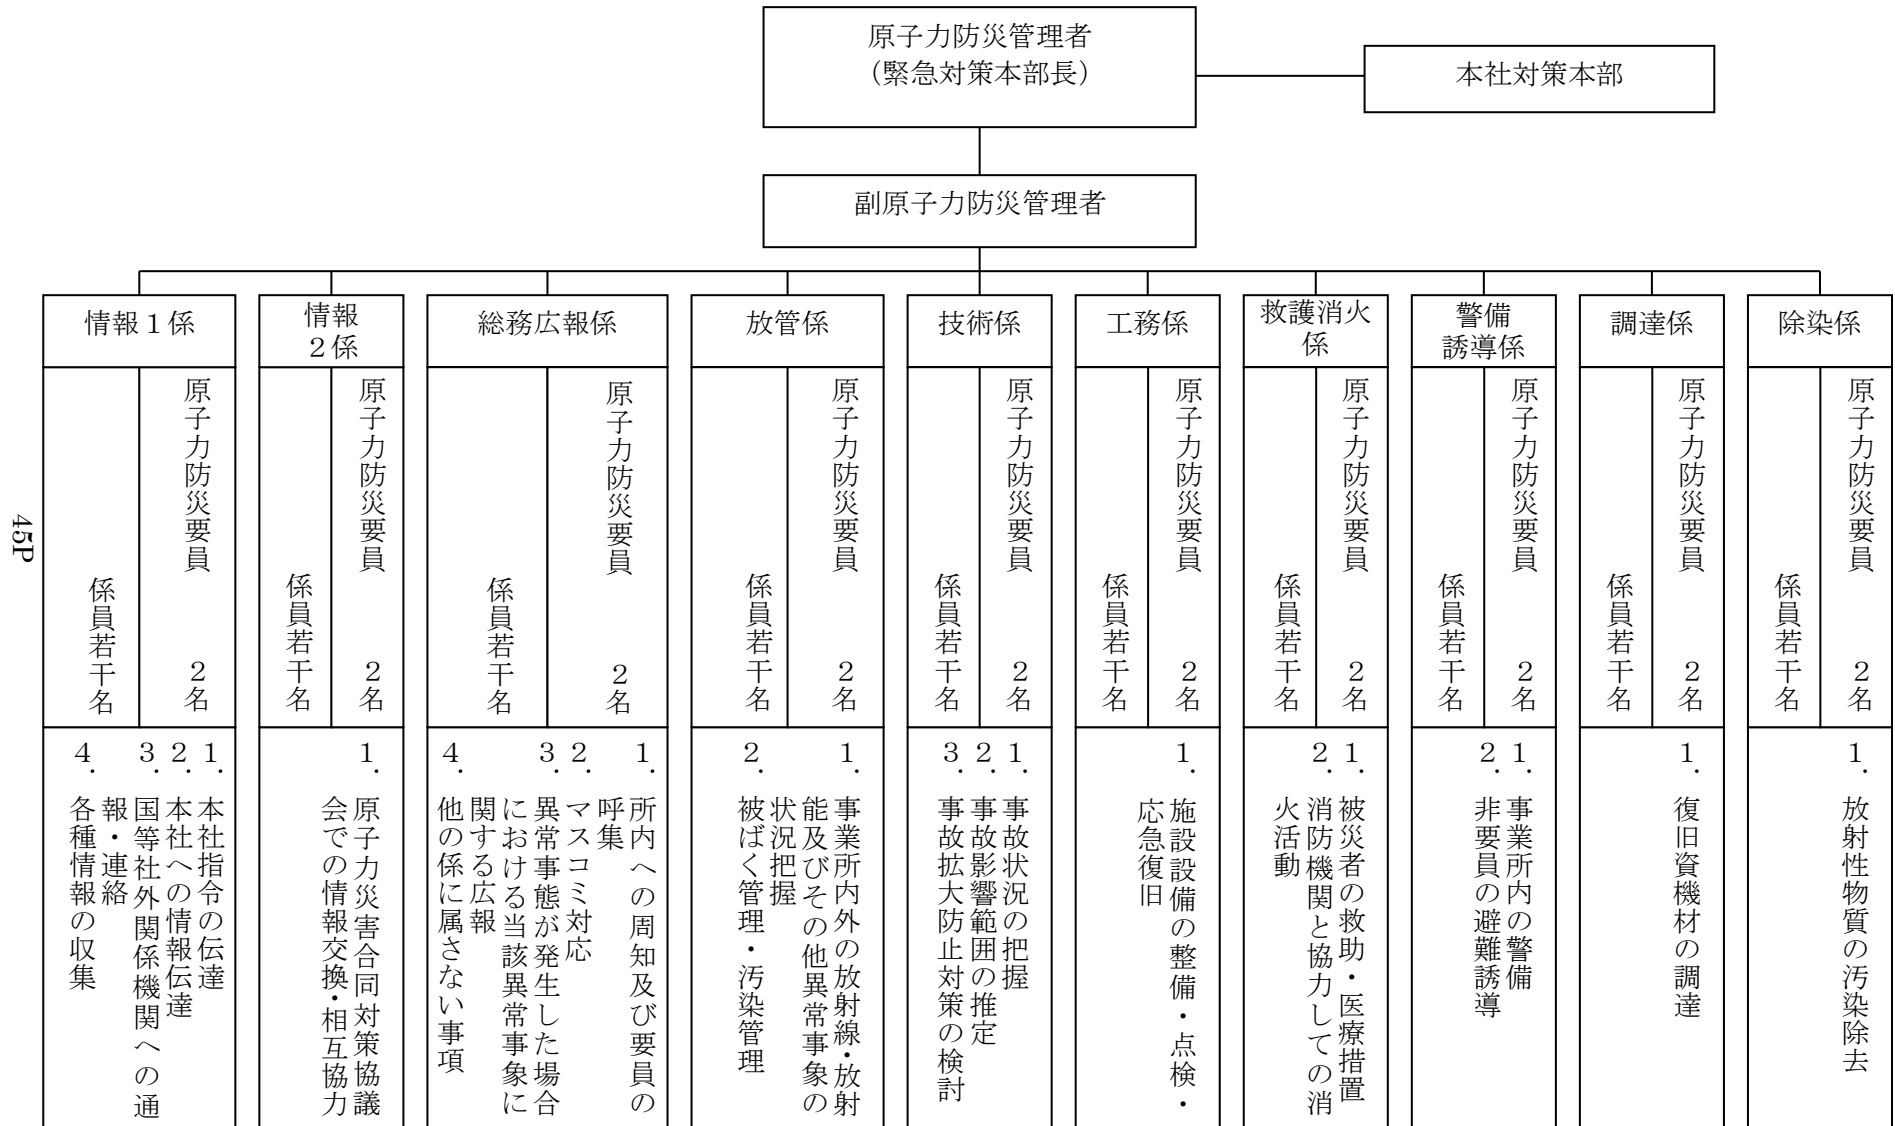 原子力防災管理者
（緊急対策本部長）
本社対策本部
副原子力防災管理者
情報１係
原子力防災要員　２名
係員若干名
１．本社指令の伝達
２．本社への情報伝達
３．国等社外関係機関への通
報・連絡
４．各種情報の収集
情報
２係
原子力防災要員　２名
係員若干名
１．原子力災害合同対策協議
会での情報交換・相互協力
総務広報係
原子力防災要員　２名
係員若干名
１．所内への周知及び要員の
呼集
２．マスコミ対応
３．異常事態が発生した場合
における当該異常事象に
関する広報
４．他の係に属さない事項
放管係
原子力防災要員　２名
係員若干名
１．事業所内外の放射線・放射
能及びその他異常事象の
状況把握
２．被ばく管理・汚染管理
技術係
原子力防災要員　２名
係員若干名
１．事故状況の把握
２．事故影響範囲の推定
３．事故拡大防止対策の検討
工務係
原子力防災要員　２名
係員若干名
１．施設設備の整備・点検・
応急復旧
救護消火
係
原子力防災要員　２名
係員若干名
１．被災者の救助・医療措置
２．消防機関と協力しての消
火活動
警備
誘導係
原子力防災要員　２名
係員若干名
１．事業所内の警備
２．非要員の避難誘導
調達係
原子力防災要員　２名
係員若干名
１．復旧資機材の調達
除染係
原子力防災要員　２名
係員若干名
１．放射性物質の汚染除去
45P